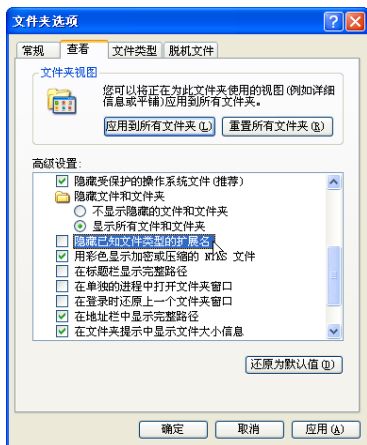 文件夹选项
常规 查看 文件类型 脱机文件
文件夹视图
您可以将正在为此文件夹使用的视图(例如详细
信息或平铺)应用到所有文件夹。
应用到所有文件夹(L) 重置所有文件夹(R)
高级设置:
隐藏受保护的操作系统文件(推荐)
隐藏文件和文件夹
不显示隐藏的文件和文件夹
显示所有文件和文件夹
隐藏已知文件类型的扩展名
用彩色显示加密或压缩的 NTFS 文件
在标题栏显示完整路径
在单独的进程中打开文件夹窗口
在登录时还原上一个文件夹窗口
在地址栏中显示完整路径
在文件夹提示中显示文件大小信息
还原为默认值(D)
确定 取消 应用(A)